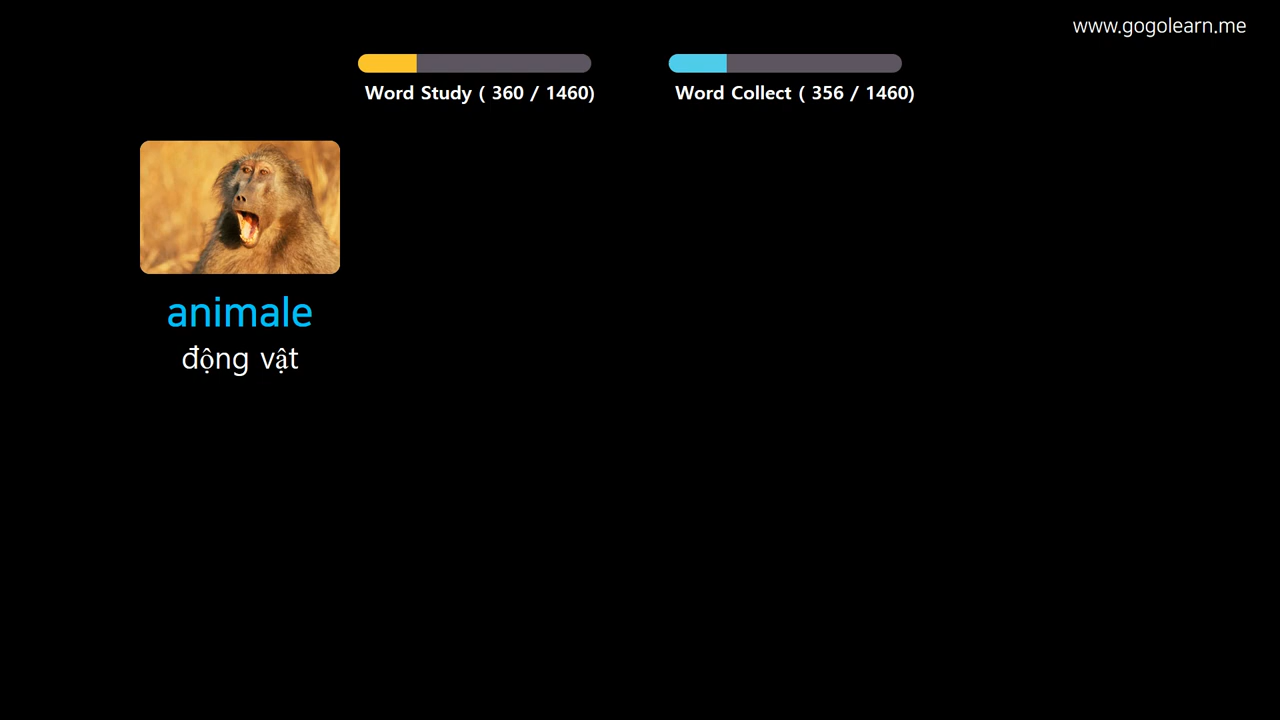 www.gogolearn.me
Word Study ( 360 / 1460)
Word Collect ( 356 / 1460)
animale
động vật